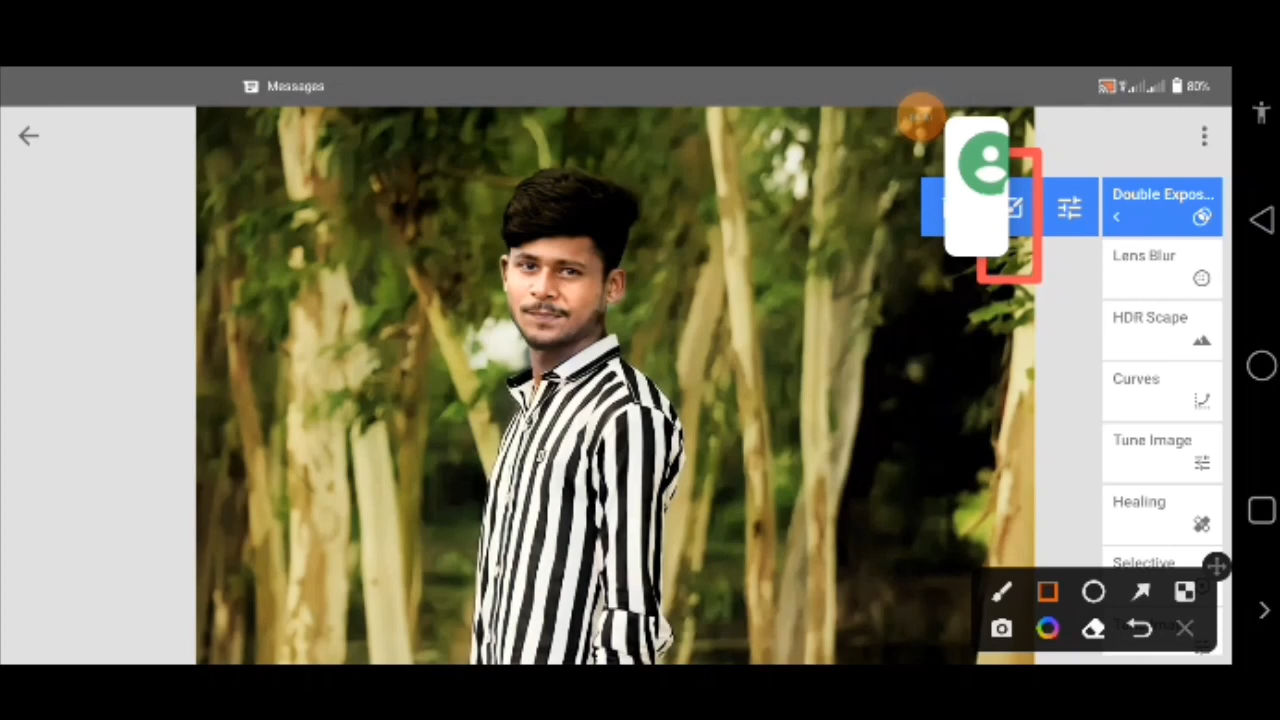 Messages
80%
Double Expos...
Lens Blur
HDR Scape
Curves
Tune Image
Healing
Selective